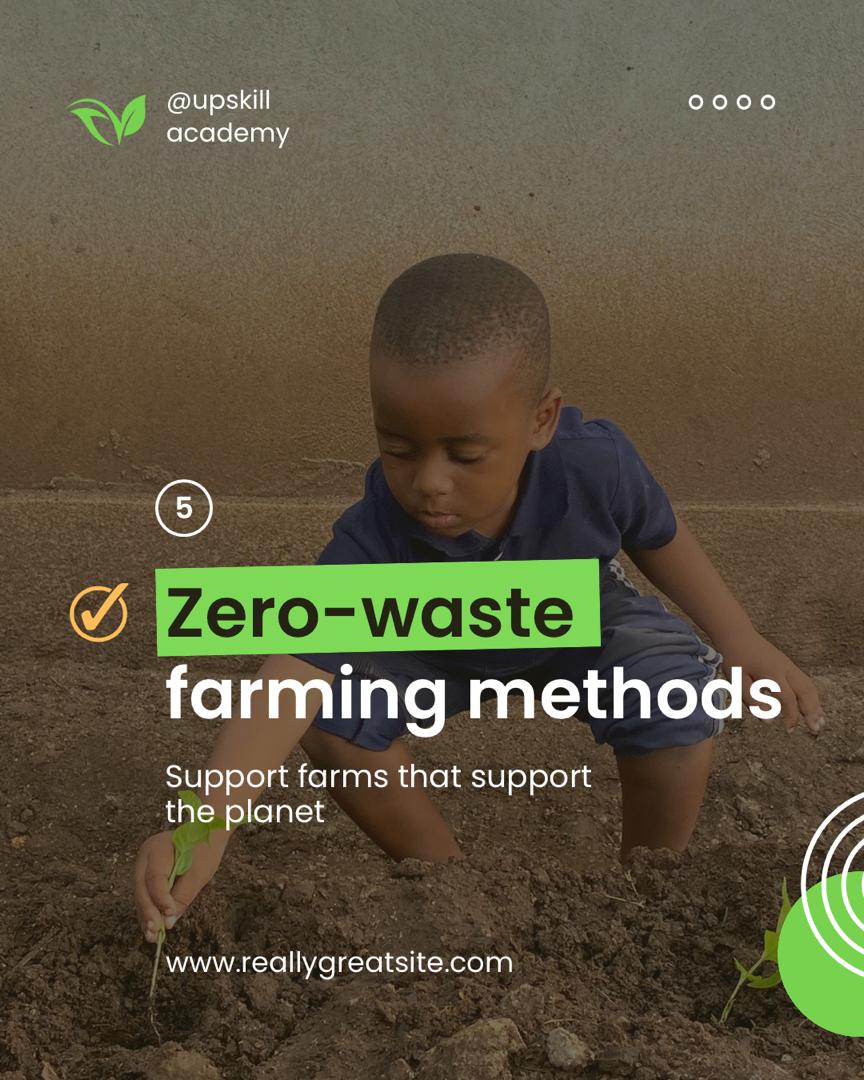 @upskill
academy
5
Zero-waste
farming methods
Support farms that support
the planet
www.reallygreatsite.com